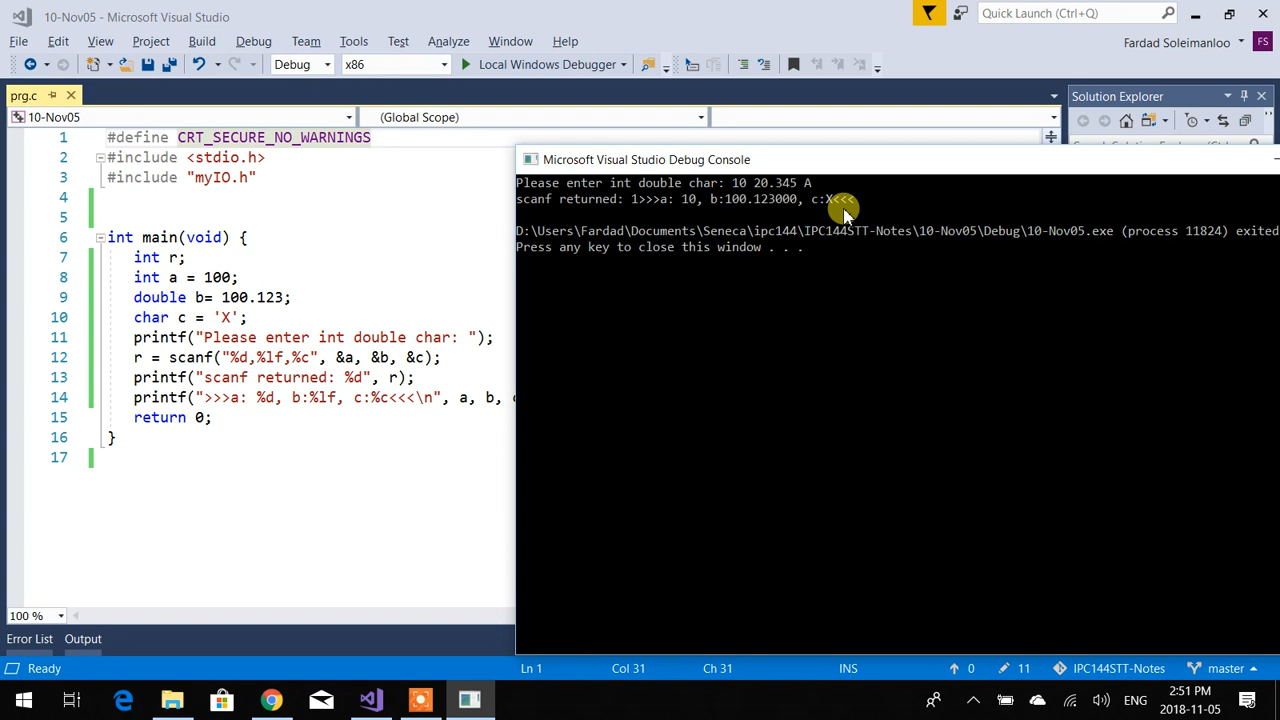 10-Nov05 - Microsoft Visual Studio
Quick Launch (Ctrl+Q)
File Edit View Project Build Debug Team Tools Test Analyze Window Help
Fardad Soleimanloo FS
Debug x86 Local Windows Debugger
prg.c
Solution Explorer
10-Nov05 (Global Scope)
1 #define CRT_SECURE_NO_WARNINGS
2 #include <stdio.h>
3 #include "myIO.h"
4
5
6 int main(void) {
7 int r;
8 int a = 100;
9 double b= 100.123;
10 char c = 'X';
11 printf("Please enter int double char: ");
12 r = scanf("%d,%lf,%c", &a, &b, &c);
13 printf("scanf returned: %d", r);
14 printf(">>>a: %d, b:%lf, c:%c<<<\n", a, b,
15 return 0;
16 }
17
Microsoft Visual Studio Debug Console
Please enter int double char: 10 20.345 A
scanf returned: 1>>>a: 10, b:100.123000, c:X<<<
D:\Users\Fardad\Documents\Seneca\ipc144\IPC144STT-Notes\10-Nov05\Debug\10-Nov05.exe (process 11824) exited
Press any key to close this window . . .
100 %
Error List Output
Ready Ln 1 Col 31 Ch 31 INS 0 11 IPC144STT-Notes master
ENG 2:51 PM
2018-11-05